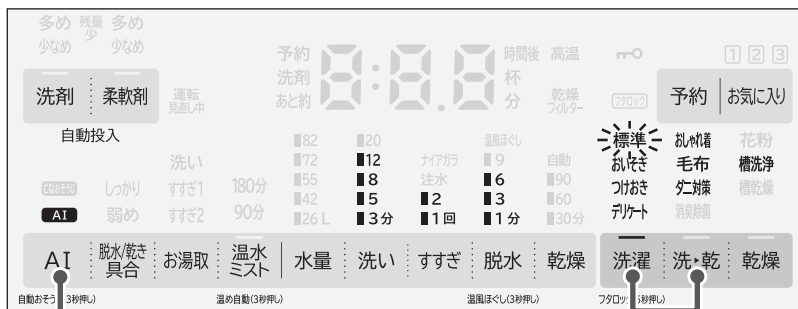 多め 残量 多め
少なめ 少 少なめ
予約 8:8.8 時間後 高温 1 2 3
洗剤 杯
あと約 分 乾燥フィルター フタロック
洗剤 柔軟剤 運転見直し中 予約 お気に入り
自動投入
82 20 温風ほぐし 標準 おしゃれ着 花粉
洗い 72 12 ナイアガラ 9 自動 おいそぎ 毛布 槽洗浄
しっかり すすぎ1 180分 55 8 注水 6 90 つけおき ダニ対策 槽乾燥
42 5 2 3 60
AI 弱め すすぎ2 90分 26L 3分 1回 1分 30分 デリケート 消臭除菌
AI 脱水/乾き具合 お湯取 温水ミスト 水量 洗い すすぎ 脱水 乾燥 洗濯 洗▸乾 乾燥
自動おそう 3秒押し) 温め自動(3秒押し) 温風ほぐし(3秒押し) フタロッ 5秒押し)